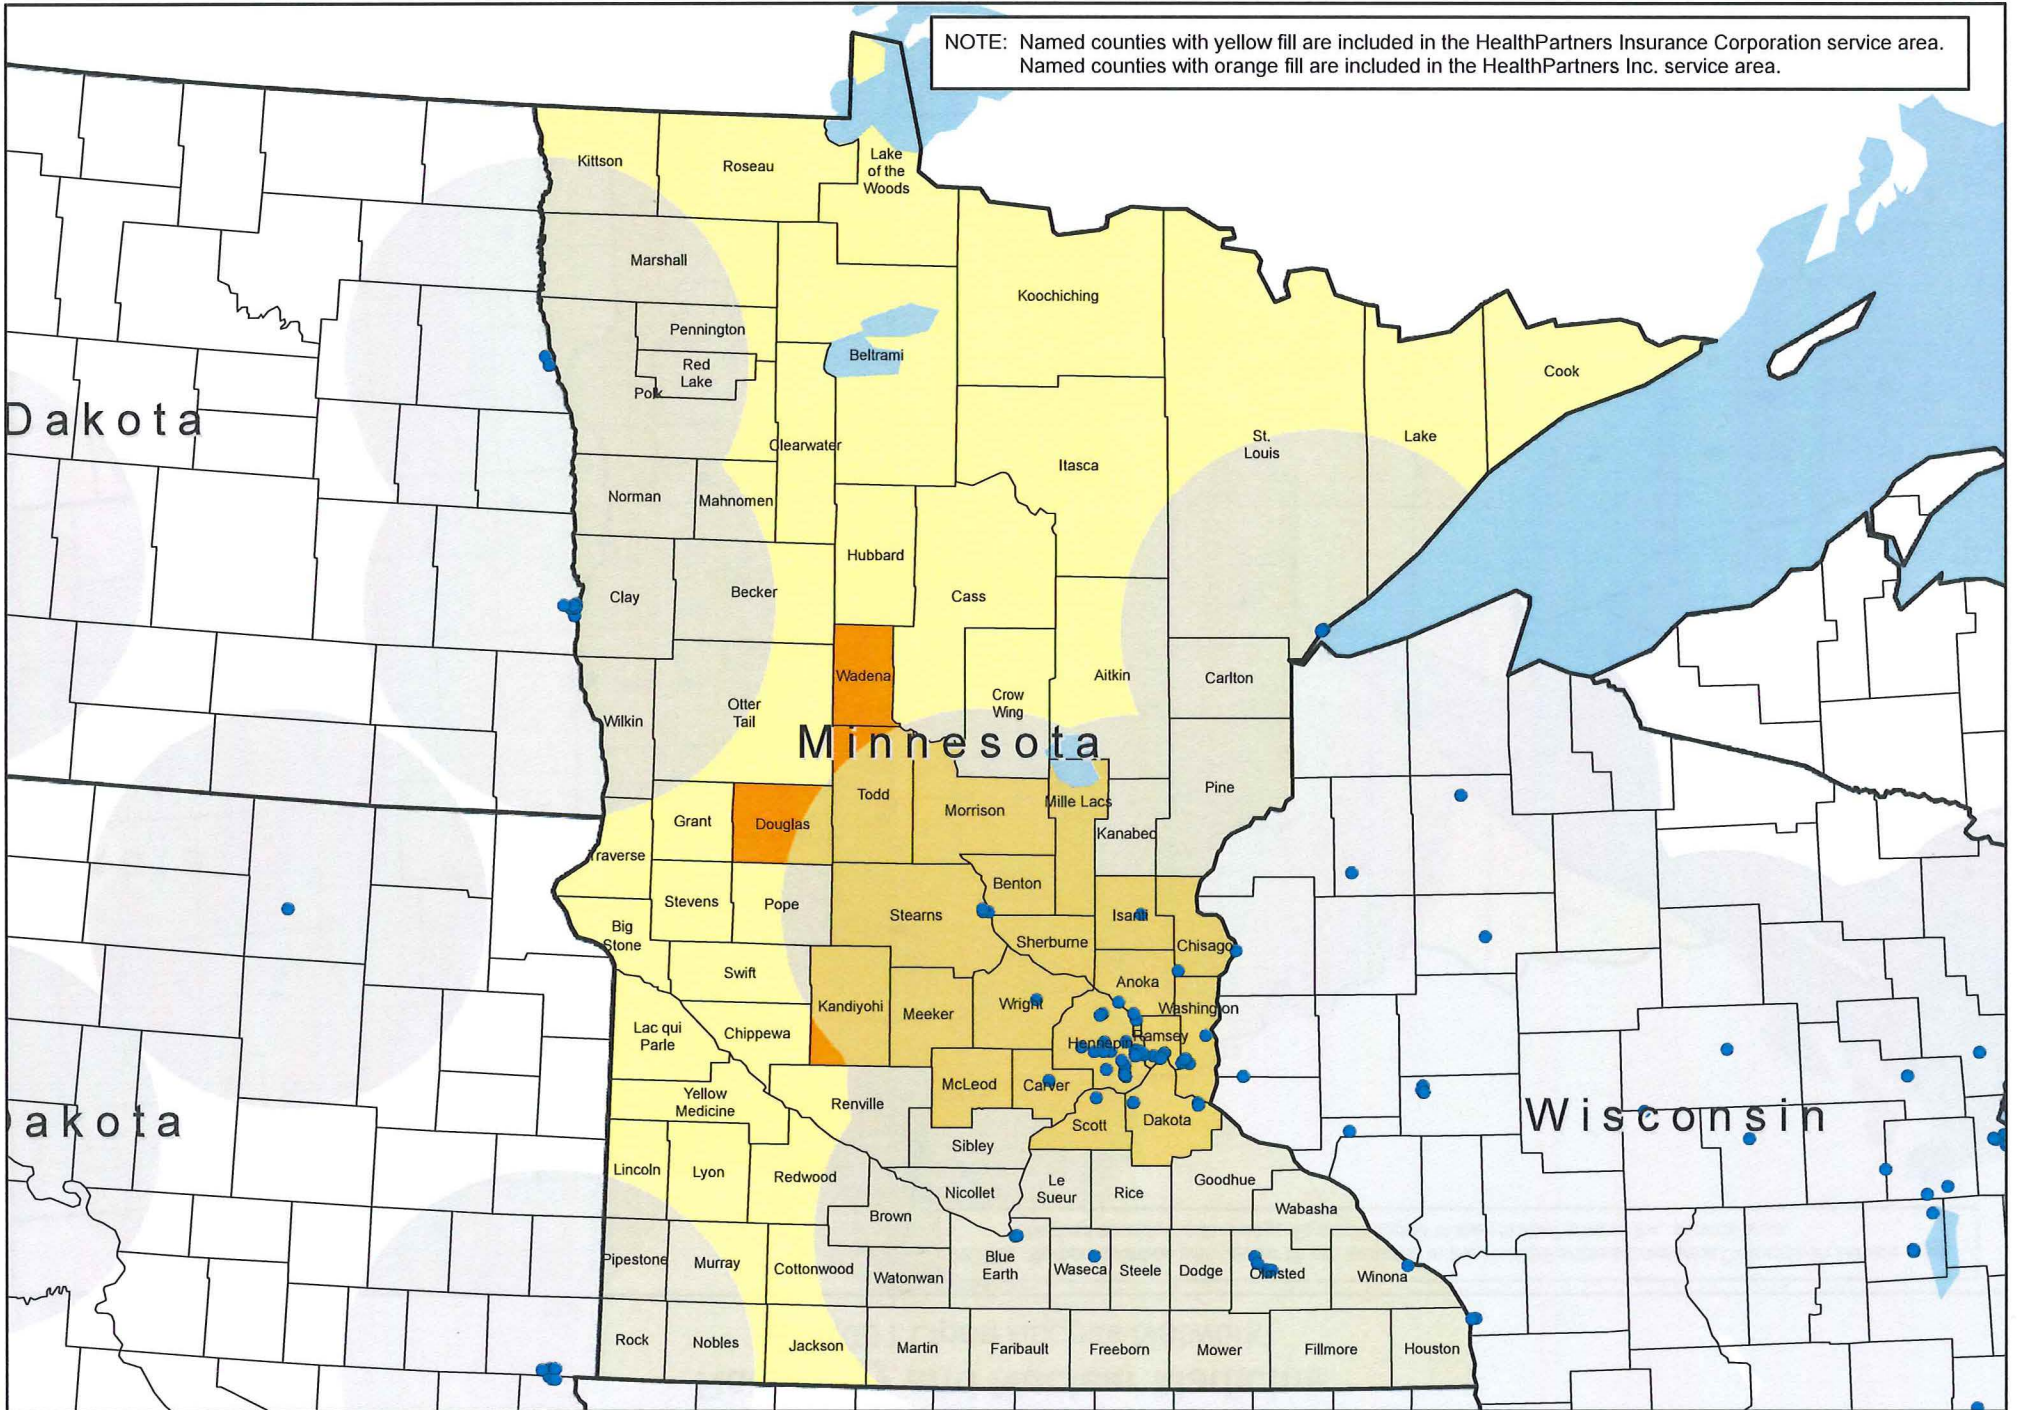 NOTE: Named counties with yellow fill are included in the HealthPartners Insurance Corporation service area.
Named counties with orange fill are included in the HealthPartners Inc. service area.
Kittson
Roseau
Lake
of the
Woods
Marshall
Koochiching
Pennington
Beltrami
Red
Lake
Cook
Polk
Dakota
Clearwater
St.
Louis
Lake
Itasca
Norman
Mahnomen
Hubbard
Clay
Becker
Cass
Wadena
Aitkin
Carlton
Crow
Wing
Otter
Tail
Wilkin
Minnesota
Pine
Todd
Mille Lacs
Morrison
Grant
Douglas
Kanabec
Traverse
Benton
Stevens
Pope
Stearns
Isanti
Big
Stone
Sherburne
Chisago
Swift
Anoka
Kandiyohi
Wright
Washington
Meeker
Lac qui
Parle
Chippewa
Ramsey
Hennepin
McLeod
Carver
Yellow
Medicine
Renville
akota
Wisconsin
Scott
Dakota
Sibley
Lincoln
Lyon
Redwood
Le
Sueur
Rice
Goodhue
Nicollet
Wabasha
Brown
Pipestone
Murray
Cottonwood
Watonwan
Blue
Earth
Waseca
Steele
Dodge
Olmsted
Winona
Rock
Nobles
Jackson
Martin
Faribault
Freeborn
Mower
Fillmore
Houston